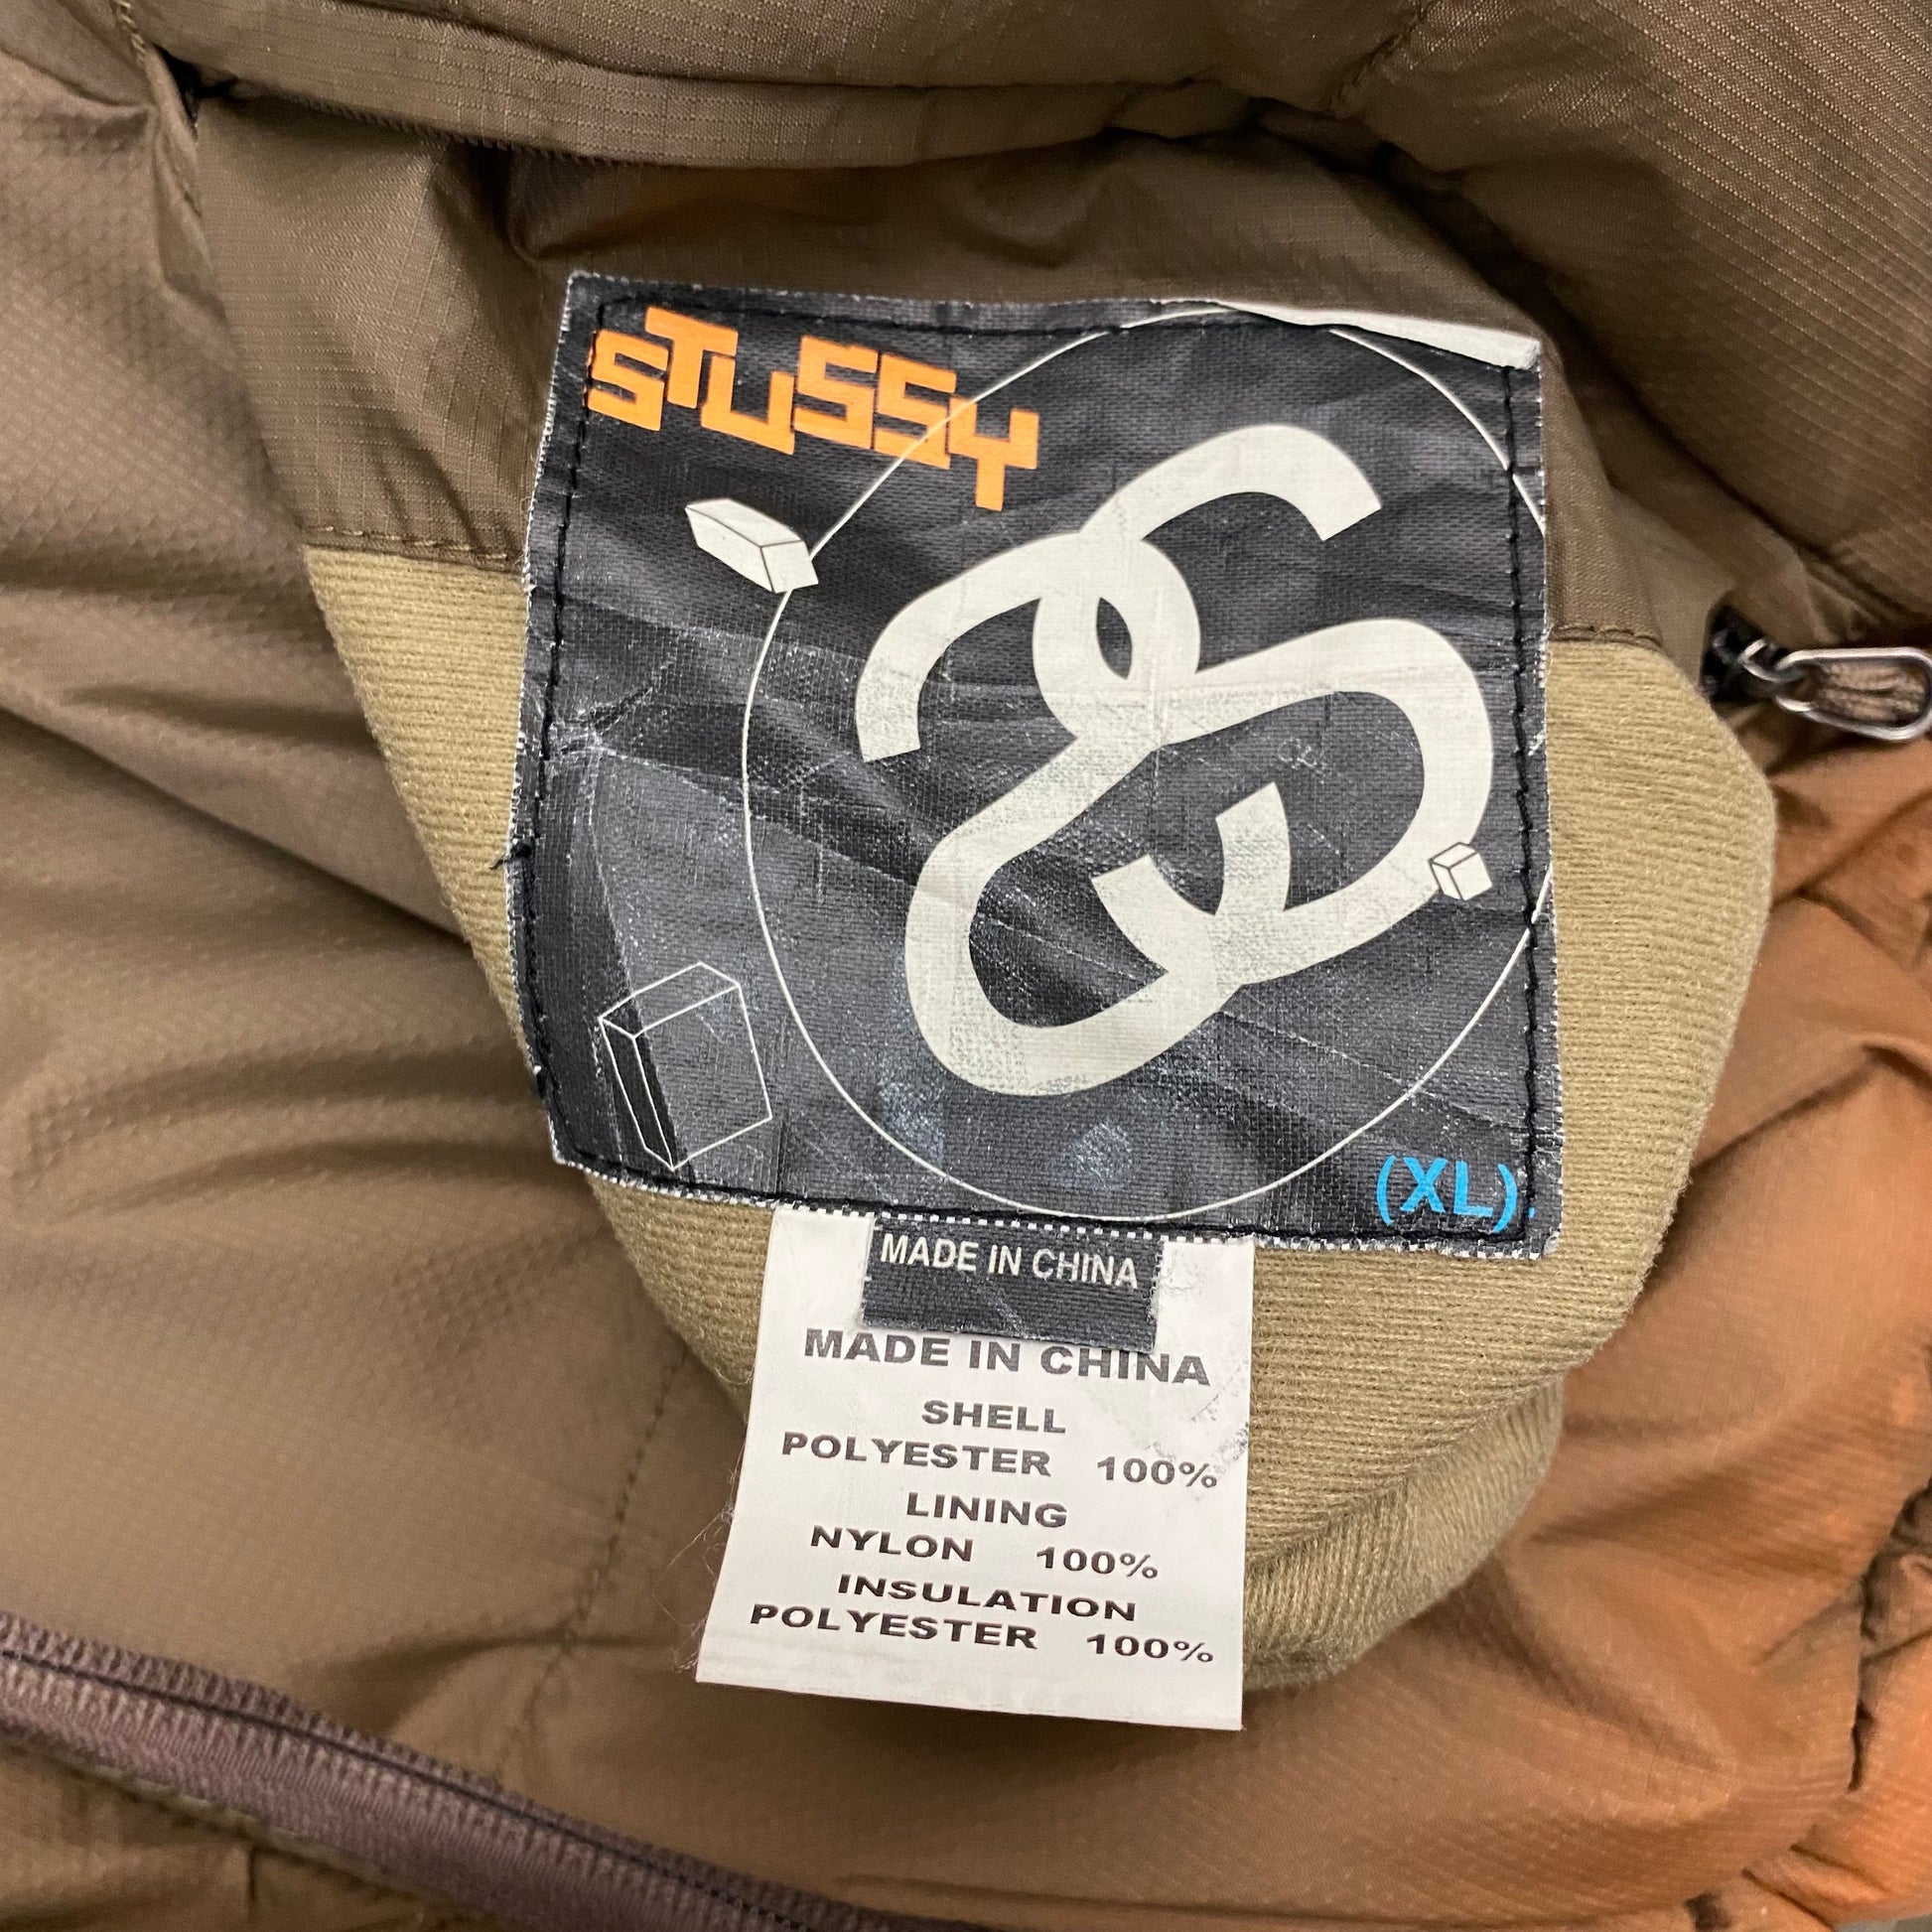 STUSSY
(XL).
MADE IN CHINA
MADE IN CHINA
SHELL
POLYESTER 100%
LINING
NYLON 100%
INSULATION
POLYESTER 100%